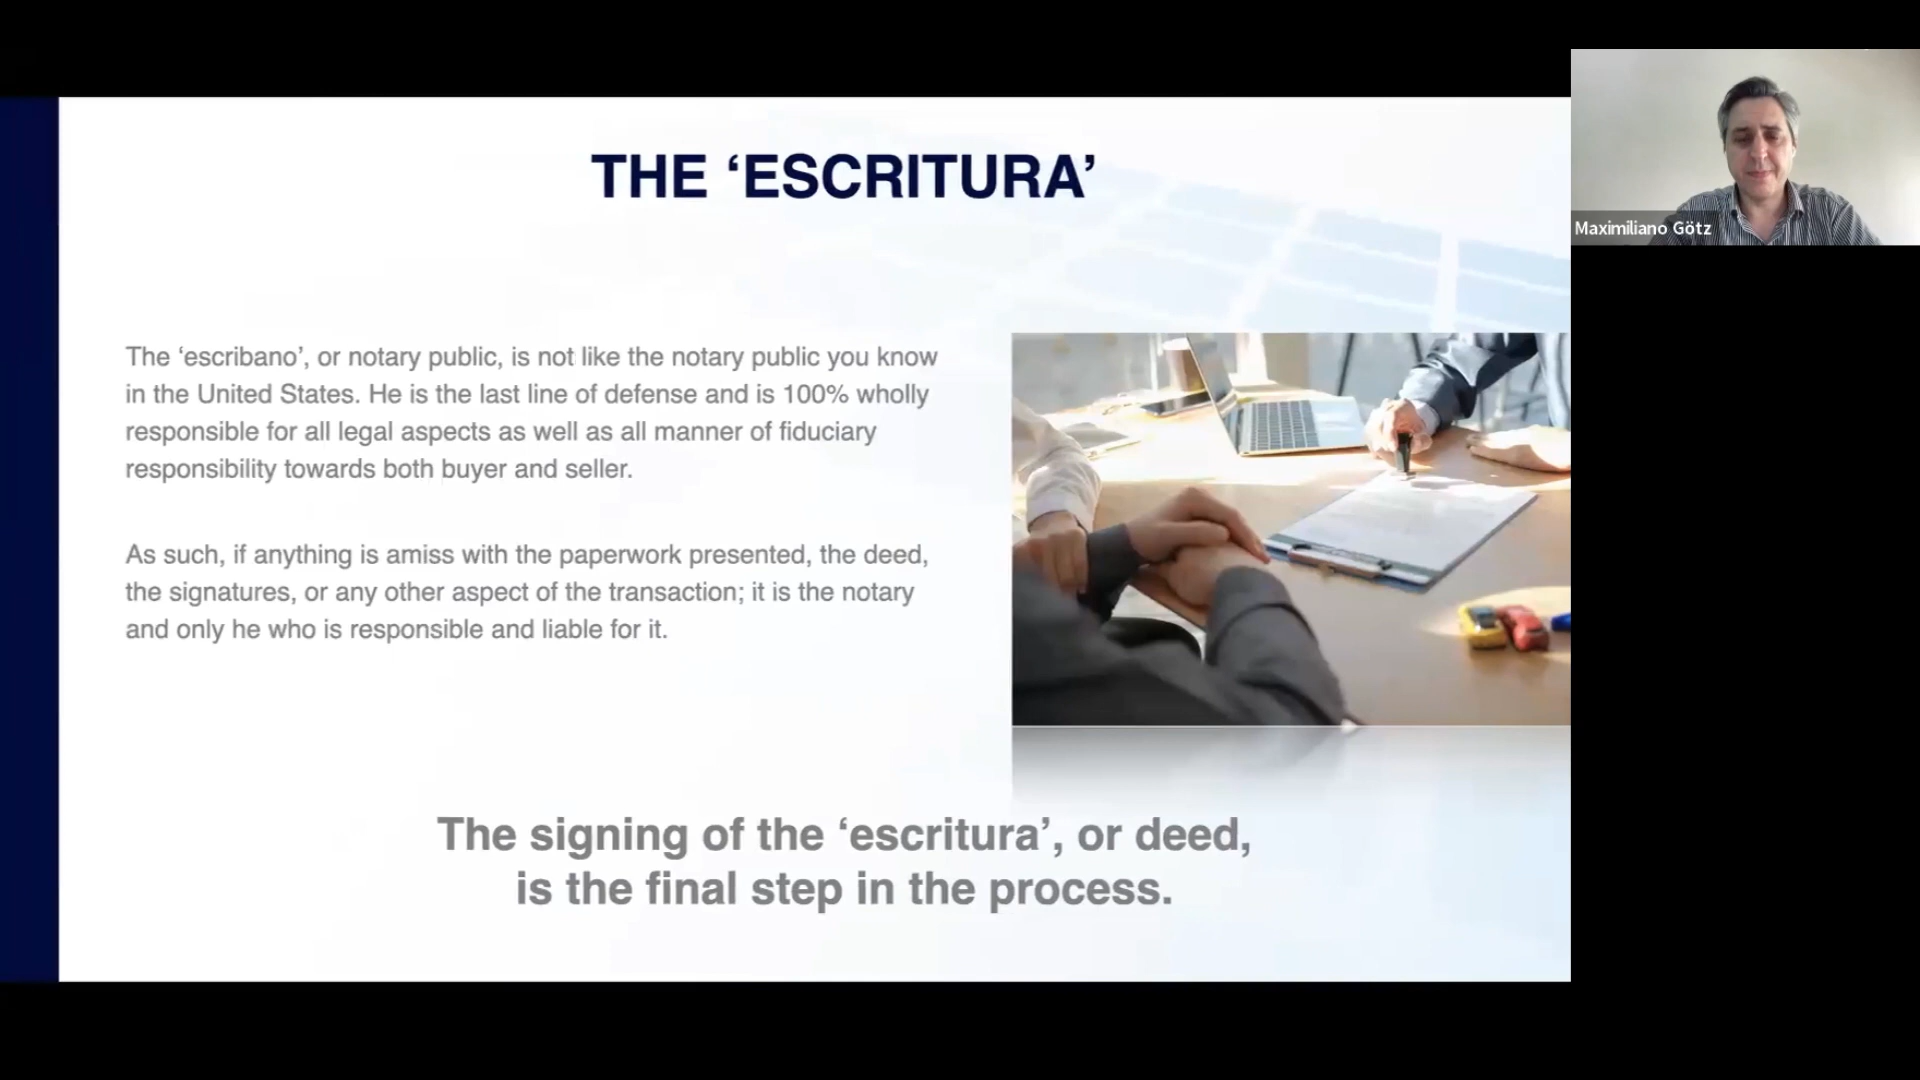 THE ‘ESCRITURA’
Maximiliano Götz
The ‘escribano’, or notary public, is not like the notary public you know
in the United States. He is the last line of defense and is 100% wholly
responsible for all legal aspects as well as all manner of fiduciary
responsibility towards both buyer and seller.
As such, if anything is amiss with the paperwork presented, the deed,
the signatures, or any other aspect of the transaction; it is the notary
and only he who is responsible and liable for it.
The signing of the ‘escritura’, or deed,
is the final step in the process.